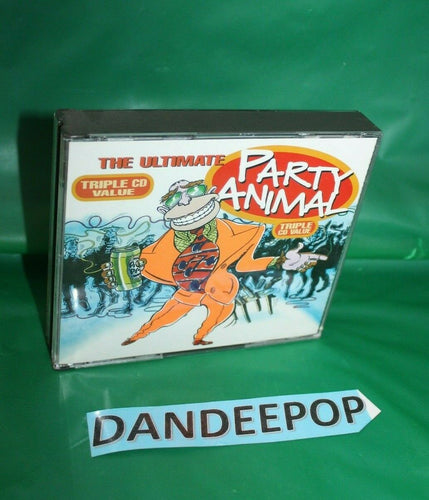 THE ULTIMATE
PARTY
ANIMAL
TRIPLE CD
VALUE
TRIPLE
CD VALUE
DANDEEPOP